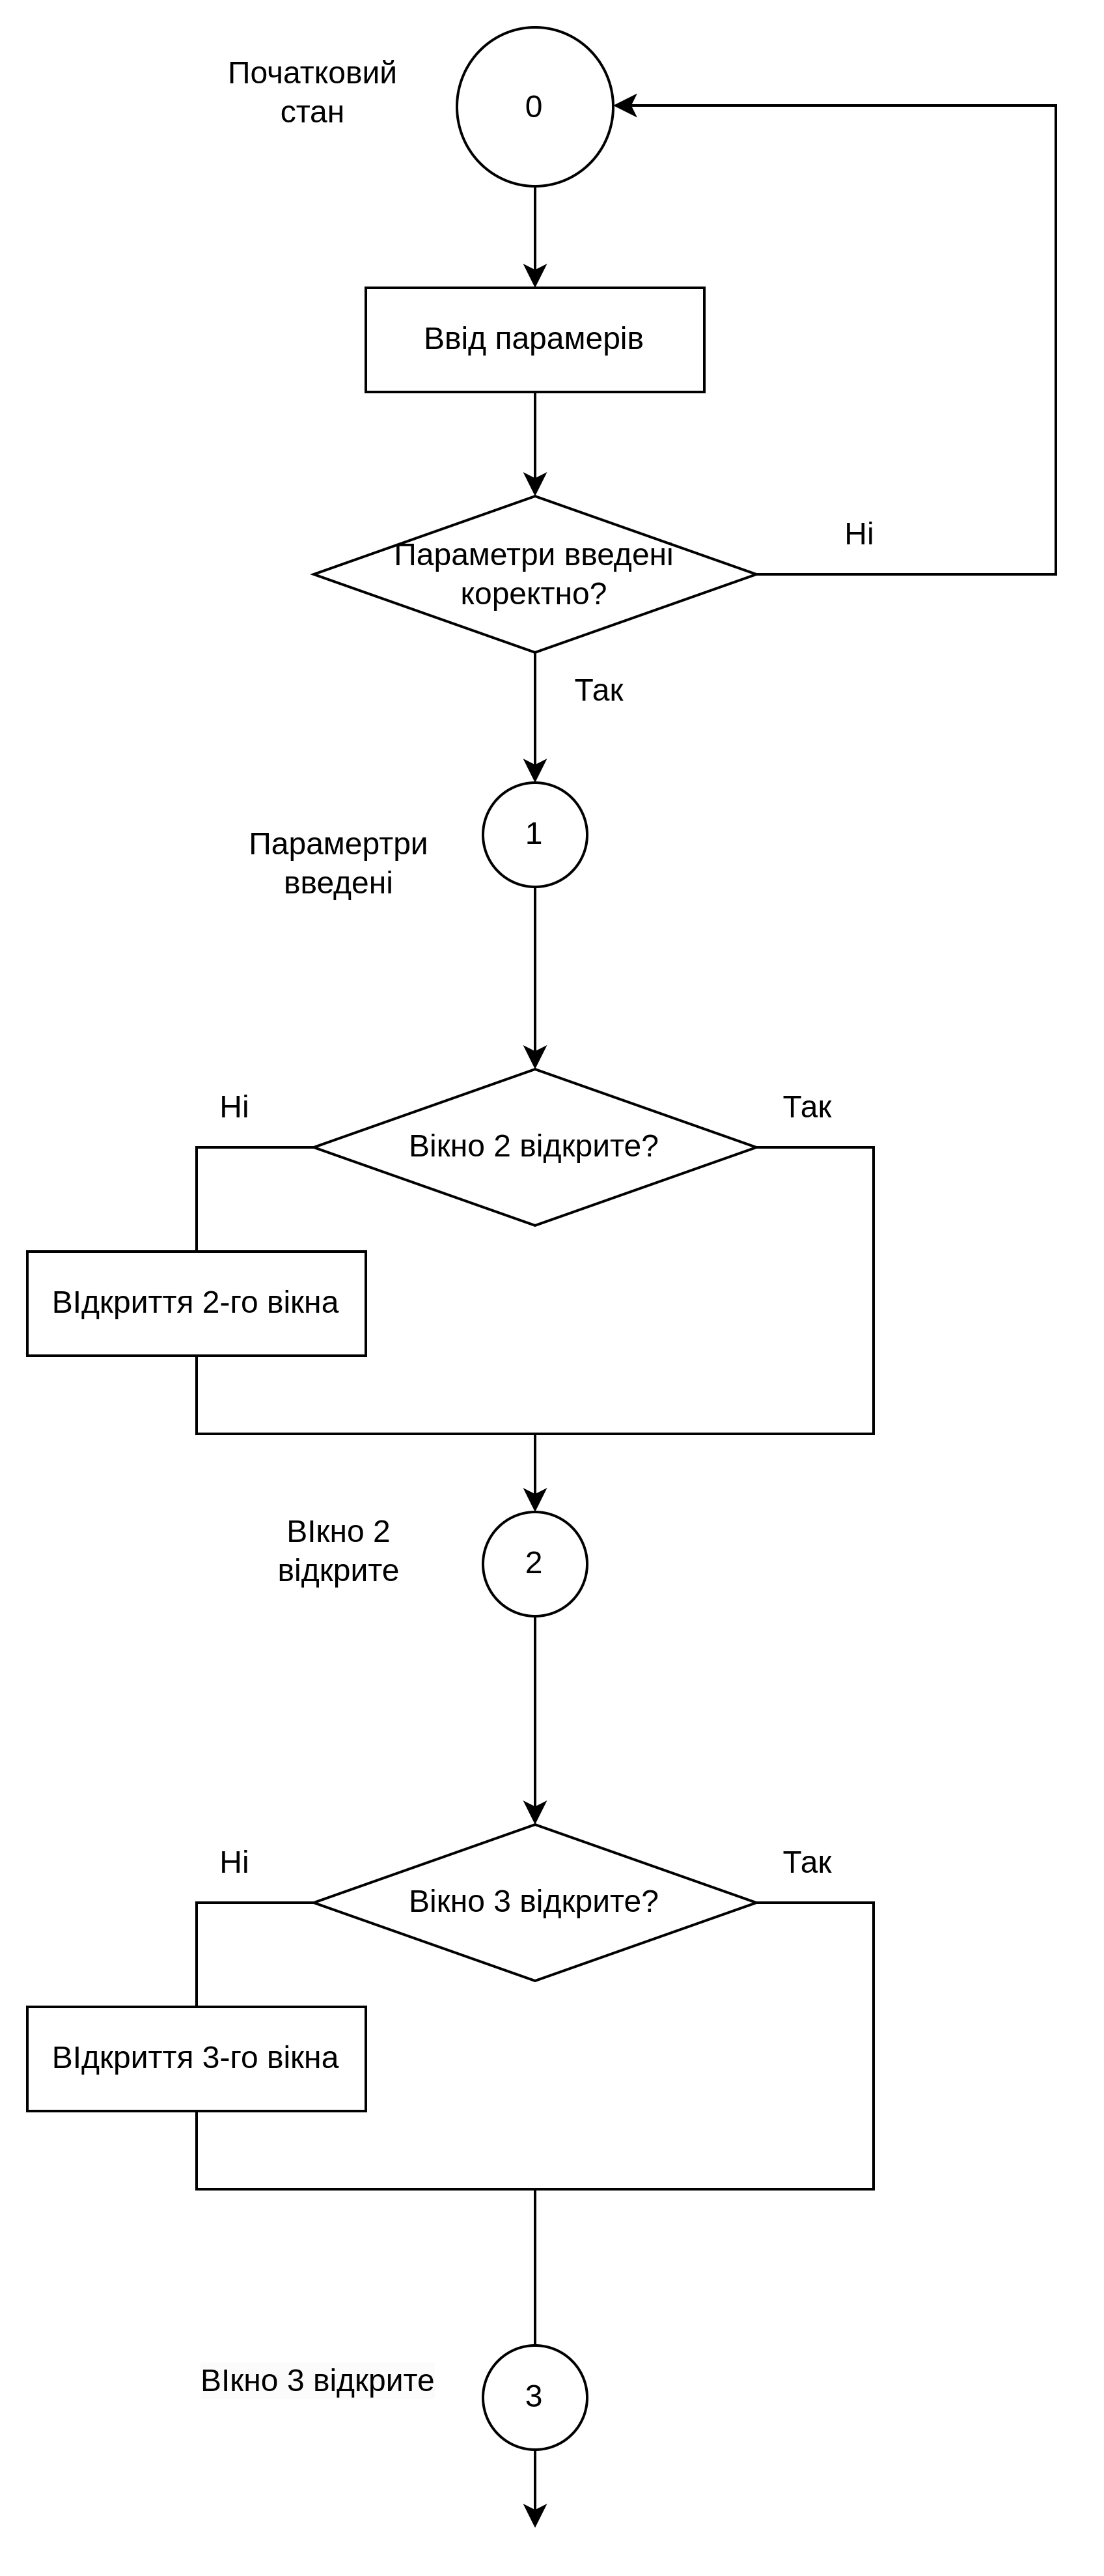 Початковий
стан
0
Ввід парамерів
Параметри введені
коректно?
Ні
Так
1
Парамертри
введені
Ні
Так
Вікно 2 відкрите?
ВІдкриття 2-го вікна
ВІкно 2
відкрите
2
Ні
Так
Вікно 3 відкрите?
ВІдкриття 3-го вікна
ВІкно 3 відкрите
3